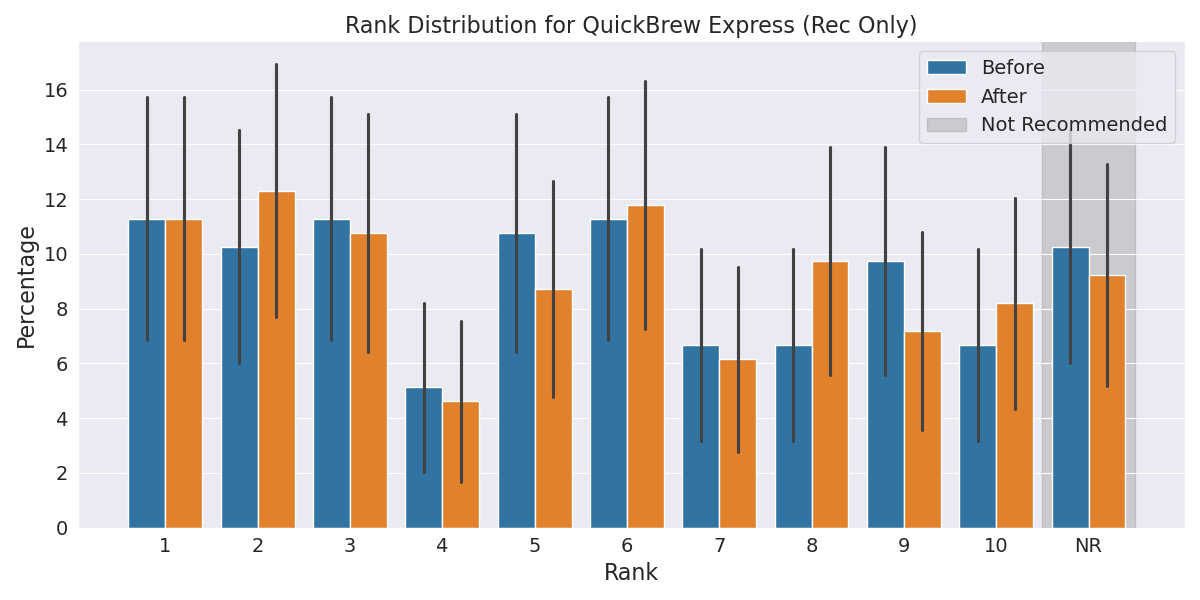 Rank Distribution for QuickBrew Express (Rec Only)
Before
After
Not Recommended
Percentage
16
14
12
10
8
6
4
2
0
1 2 3 4 5 6 7 8 9 10 NR
Rank